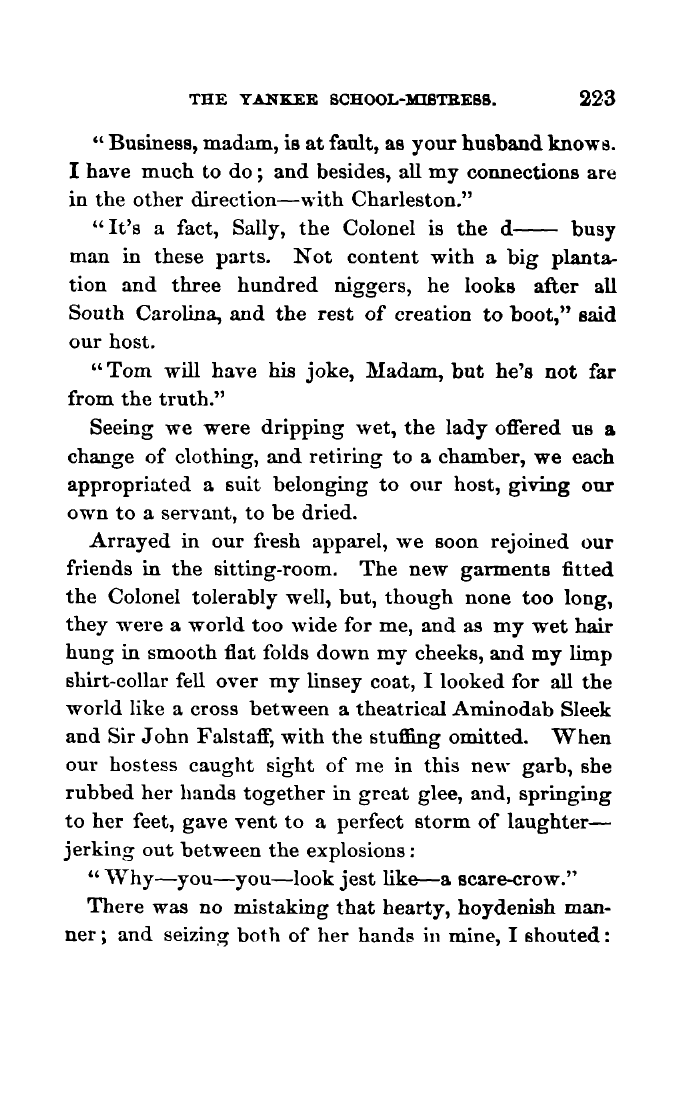 THE YANKEE SCHOOL-MISTRESS. 223
“Business, madam, is at fault, as your husband knows.
I have much to do; and besides, all my connections are
in the other direction—with Charleston.”
“It’s a fact, Sally, the Colonel is the d—— busy
man in these parts. Not content with a big planta-
tion and three hundred niggers, he looks after all
South Carolina, and the rest of creation to boot,” said
our host.
“Tom will have his joke, Madam, but he’s not far
from the truth.”
Seeing we were dripping wet, the lady offered us a
change of clothing, and retiring to a chamber, we each
appropriated a suit belonging to our host, giving our
own to a servant, to be dried.
Arrayed in our fresh apparel, we soon rejoined our
friends in the sitting-room. The new garments fitted
the Colonel tolerably well, but, though none too long,
they were a world too wide for me, and as my wet hair
hung in smooth flat folds down my cheeks, and my limp
shirt-collar fell over my linsey coat, I looked for all the
world like a cross between a theatrical Aminodab Sleek
and Sir John Falstaff, with the stuffing omitted. When
our hostess caught sight of me in this new garb, she
rubbed her hands together in great glee, and, springing
to her feet, gave vent to a perfect storm of laughter—
jerking out between the explosions:
“Why—you—you—look jest like—a scare-crow.”
There was no mistaking that hearty, hoydenish man-
ner; and seizing both of her hands in mine, I shouted: